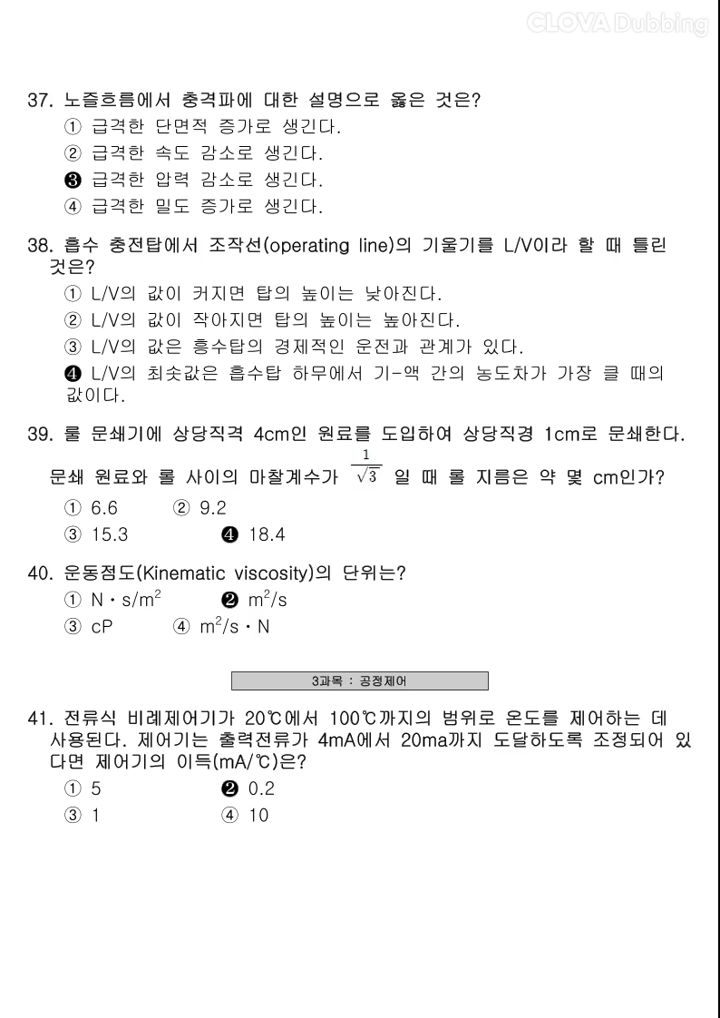 CLOVA Dubbing
37. 노즐흐름에서 충격파에 대한 설명으로 옳은 것은?
① 급격한 단면적 증가로 생긴다.
② 급격한 속도 감소로 생긴다.
❸ 급격한 압력 감소로 생긴다.
④ 급격한 밀도 증가로 생긴다.
38. 흡수 충전탑에서 조작선(operating line)의 기울기를 L/V이라 할 때 틀린
것은?
① L/V의 값이 커지면 탑의 높이는 낮아진다.
② L/V의 값이 작아지면 탑의 높이는 높아진다.
③ L/V의 값은 흥수탑의 경제적인 운전과 관계가 있다.
❹ L/V의 최솟값은 흡수탑 하무에서 기-액 간의 농도차가 가장 클 때의
값이다.
39. 룰 문쇄기에 상당직격 4cm인 원료를 도입하여 상당직경 1cm로 문쇄한다.
문쇄 원료와 롤 사이의 마찰계수가 1/√3 일 때 롤 지름은 약 몇 cm인가?
① 6.6 ② 9.2
③ 15.3 ❹ 18.4
40. 운동점도(Kinematic viscosity)의 단위는?
① N·s/m² ❷ m²/s
③ cP ④ m²/s·N
3과목 : 공정제어
41. 전류식 비례제어기가 20℃에서 100℃까지의 범위로 온도를 제어하는 데
사용된다. 제어기는 출력전류가 4mA에서 20ma까지 도달하도록 조정되어 있
다면 제어기의 이득(mA/℃)은?
① 5 ❷ 0.2
③ 1 ④ 10